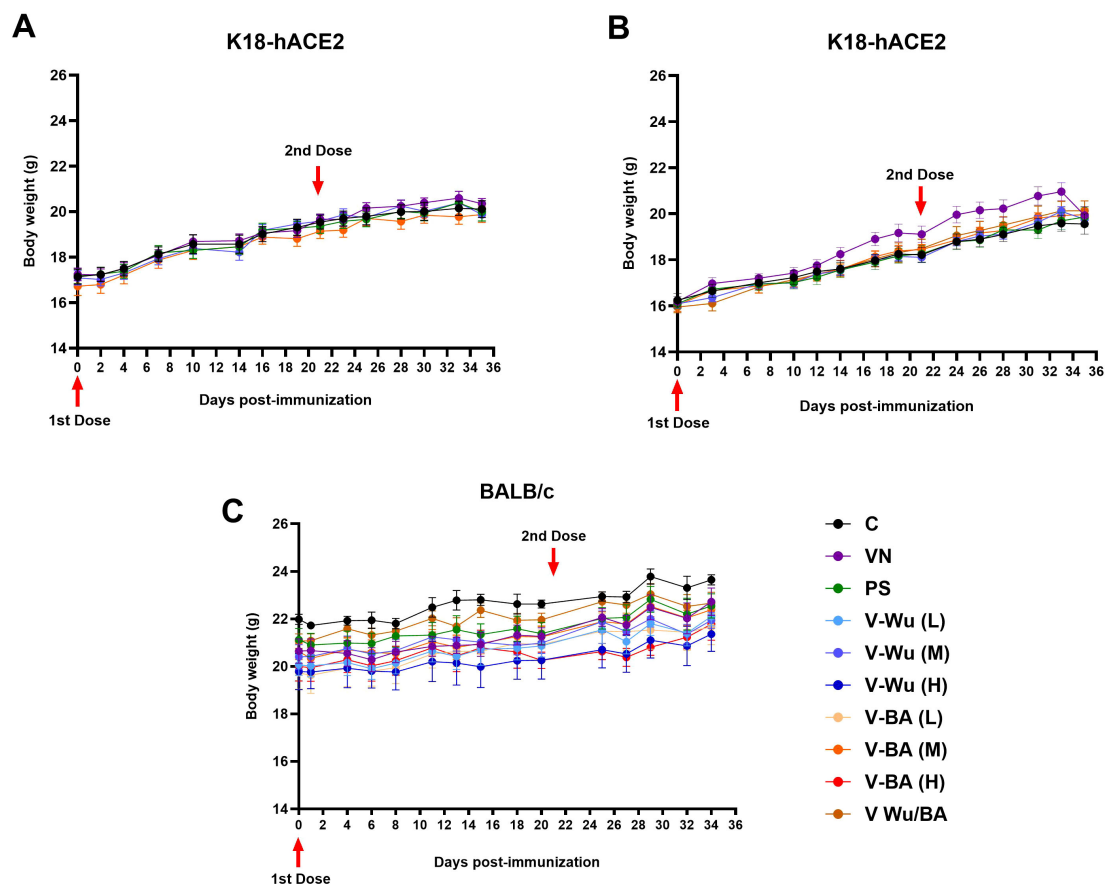 A
K18-hACE2
26
24
22
20
18
16
14
Body weight (g)
2nd Dose
0 2 4 6 8 10 12 14 16 18 20 22 24 26 28 30 32 34 36
Days post-immunization
1st Dose
B
K18-hACE2
26
24
22
20
18
16
14
Body weight (g)
2nd Dose
0 2 4 6 8 10 12 14 16 18 20 22 24 26 28 30 32 34 36
Days post-immunization
1st Dose
C
BALB/c
26
24
22
20
18
16
14
Body weight (g)
2nd Dose
0 2 4 6 8 10 12 14 16 18 20 22 24 26 28 30 32 34 36
Days post-immunization
1st Dose
C
VN
PS
V-Wu (L)
V-Wu (M)
V-Wu (H)
V-BA (L)
V-BA (M)
V-BA (H)
V Wu/BA